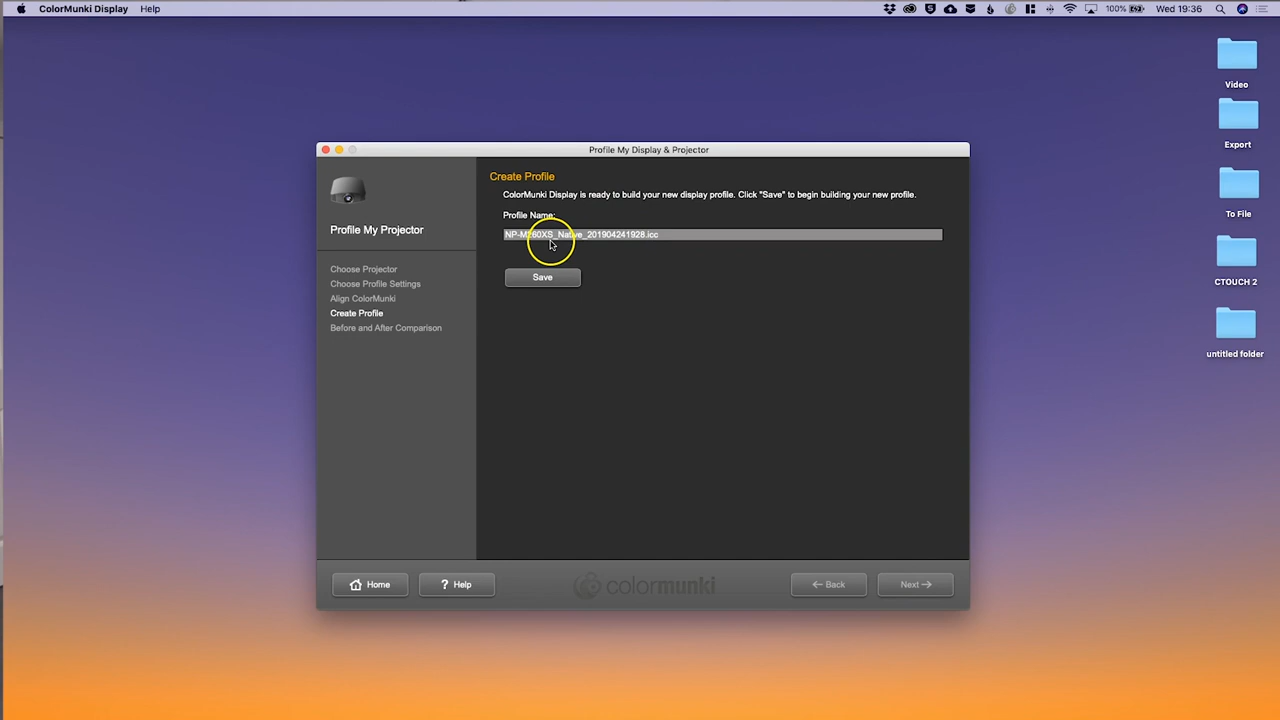 ColorMunki Display Help 100% Wed 19:36
Video
Export
To File
CTOUCH 2
untitled folder
Profile My Display & Projector
Profile My Projector
Choose Projector
Choose Profile Settings
Align ColorMunki
Create Profile
Before and After Comparison
Create Profile
ColorMunki Display is ready to build your new display profile. Click "Save" to begin building your new profile.
Profile Name:
NP-M260XS_Native_201904241928.icc
Save
Home
? Help
colormunki
Back
Next